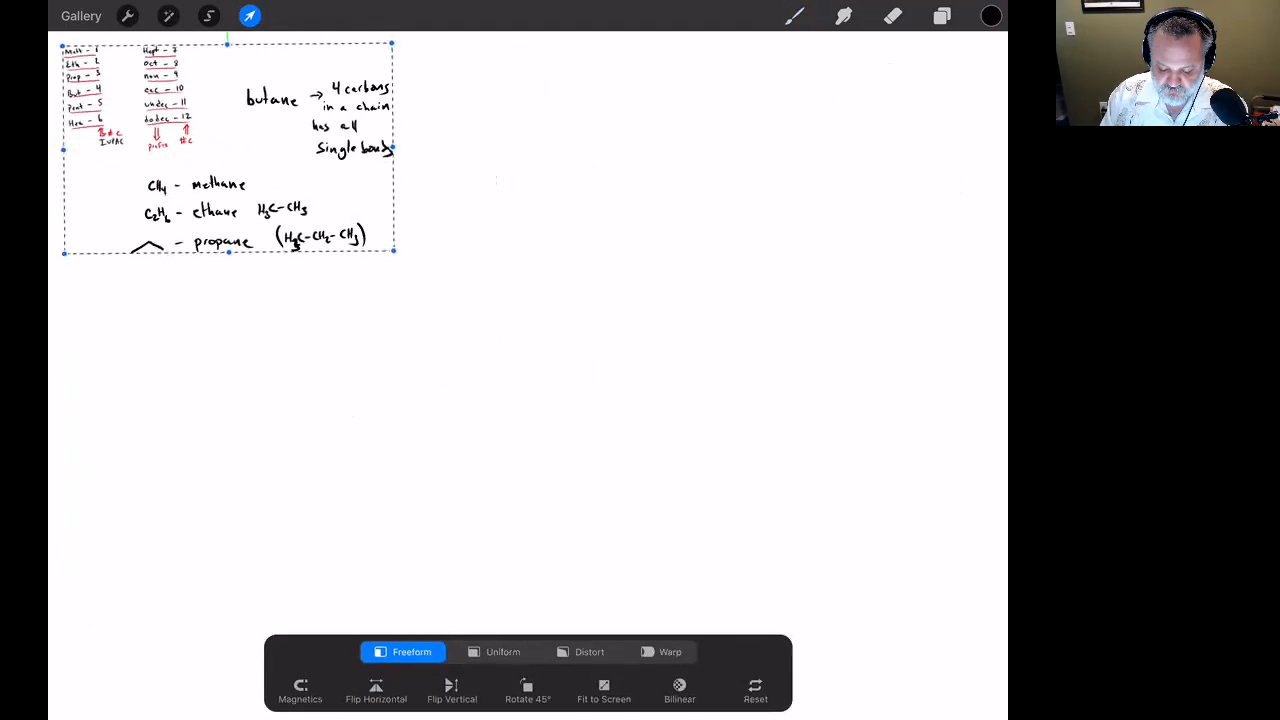 Gallery
Meth - 1
Eth - 2
Prop - 3
But - 4
Pent - 5
Hex - 6
B # C
IUPAC
Hept - 7
oct - 8
non - 9
dec - 10
undec - 11
dodec - 12
prefix
#C
butane → 4 carbons
in a chain
has all
single bonds
CH4 - methane
C2H6 - ethane H3C-CH3
- propane (H3C-CH2-CH3)
Freeform Uniform Distort Warp
Magnetics Flip Horizontal Flip Vertical Rotate 45° Fit to Screen Bilinear Reset